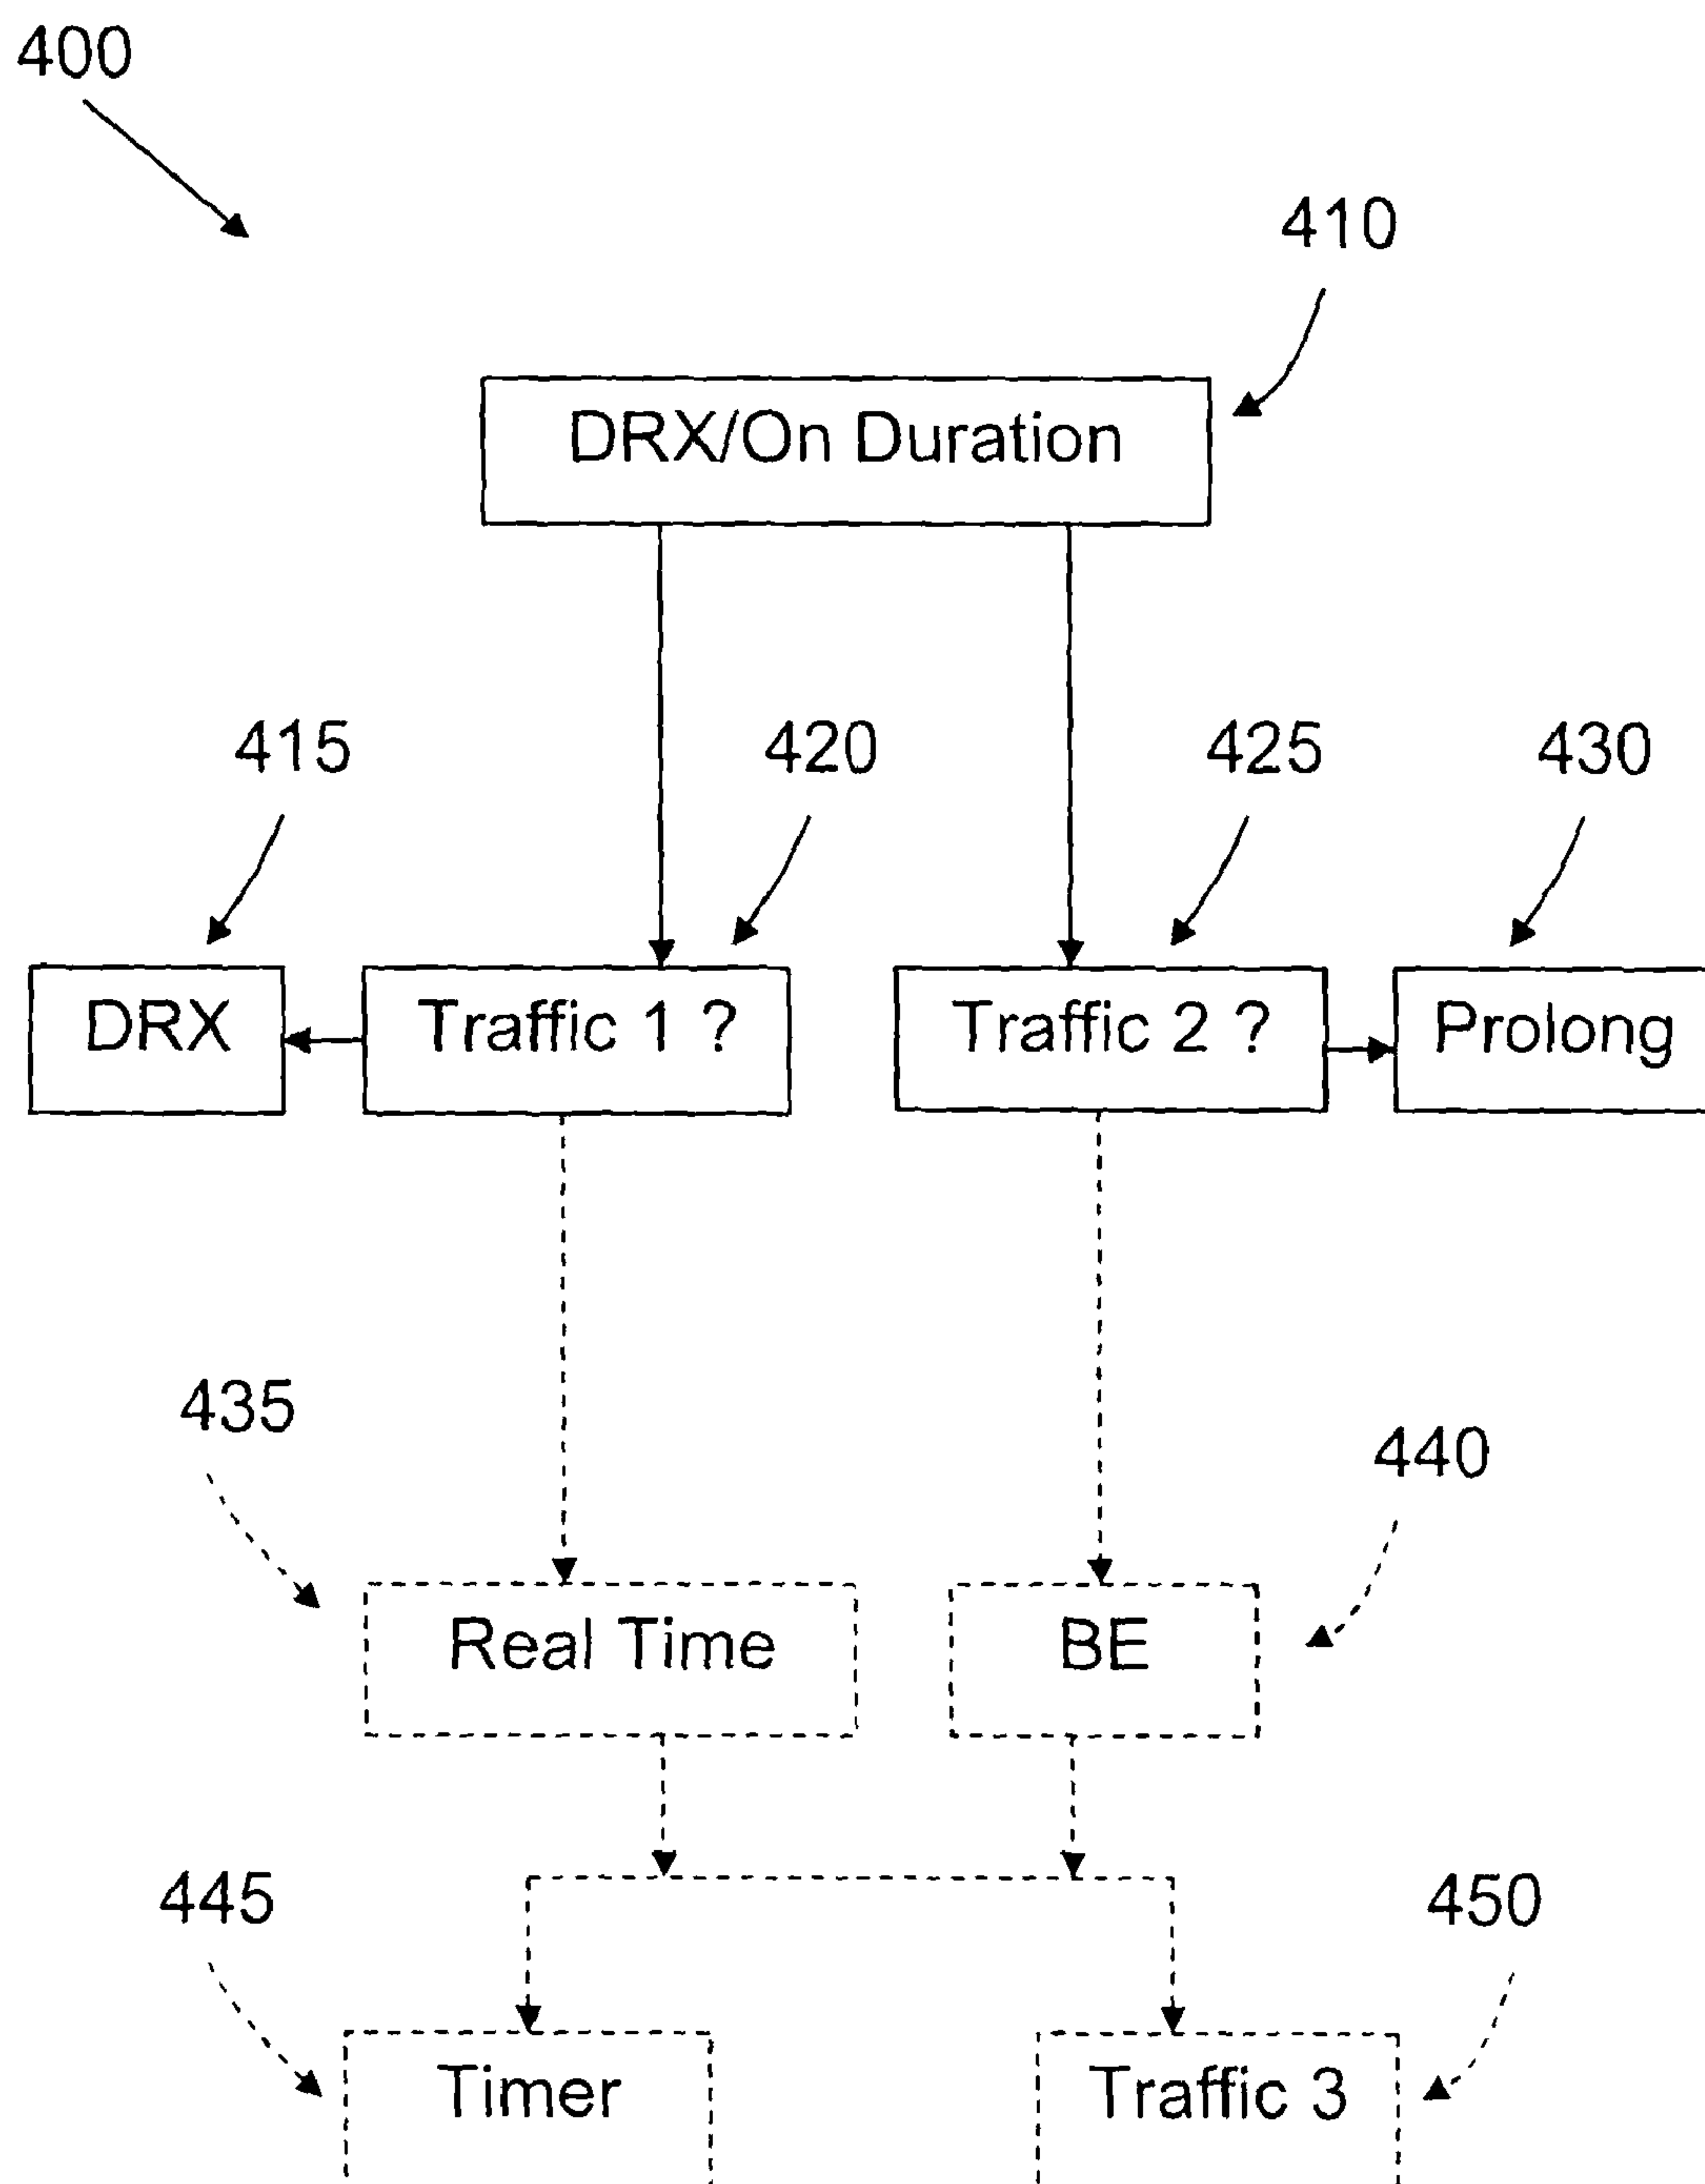 400
410
DRX/On Duration
415
420
425
430
DRX
Traffic 1 ?
Traffic 2 ?
Prolong
435
440
Real Time
BE
445
450
Timer
Traffic 3